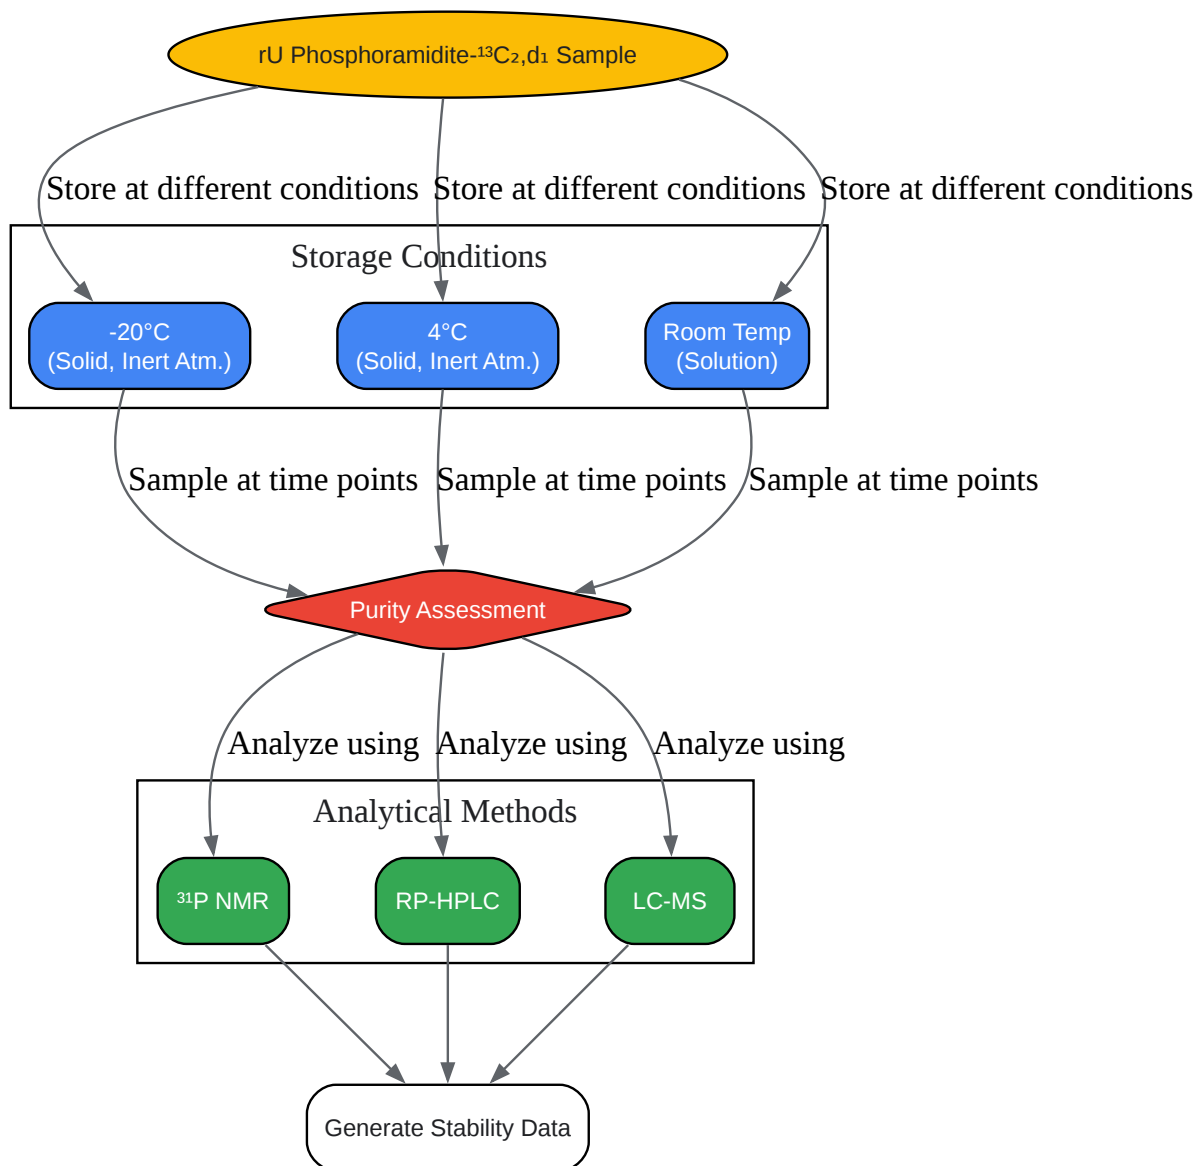 rU Phosphoramidite-¹³C₂,d₁ Sample
Store at different conditions
Store at different conditions
Store at different conditions
Storage Conditions
-20°C
(Solid, Inert Atm.)
4°C
(Solid, Inert Atm.)
Room Temp
(Solution)
Sample at time points
Sample at time points
Sample at time points
Purity Assessment
Analyze using
Analyze using
Analyze using
Analytical Methods
³¹P NMR
RP-HPLC
LC-MS
Generate Stability Data